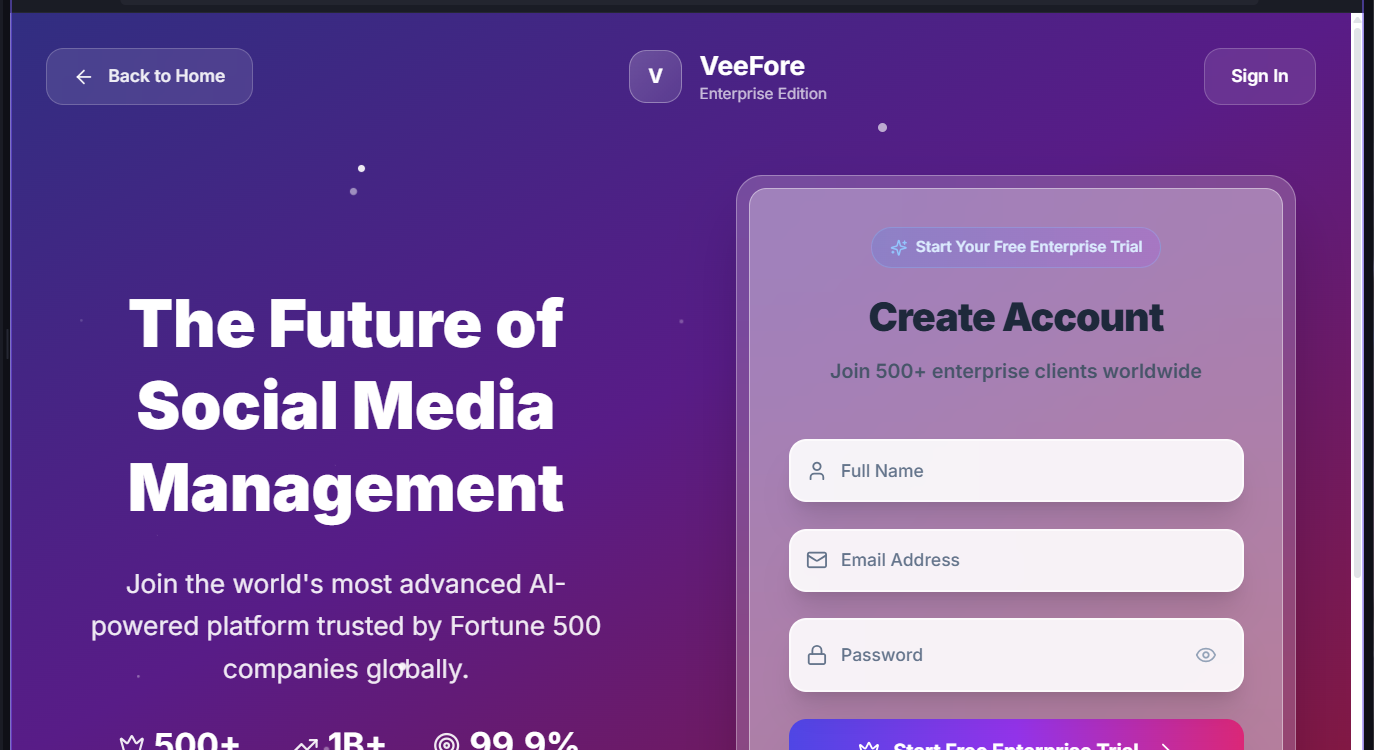 Back to Home
V
VeeFore
Enterprise Edition
Sign In
The Future of
Social Media
Management
Join the world's most advanced AI-
powered platform trusted by Fortune 500
companies globally.
500+
1B+
99.9%
Start Your Free Enterprise Trial
Create Account
Join 500+ enterprise clients worldwide
Full Name
Email Address
Password
Start Free Enterprise Trial